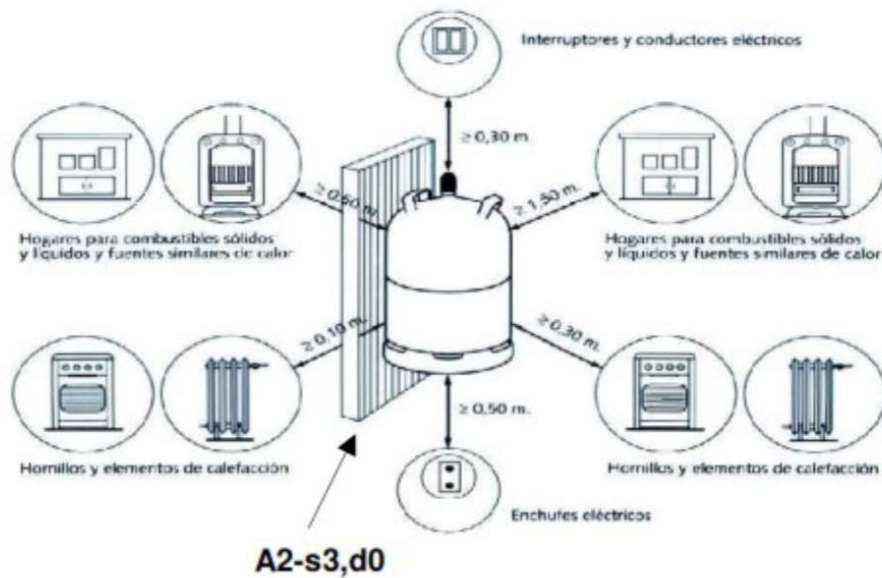 Interruptores y conductores eléctricos
≥ 0,30 m.
≥ 0,60 m.
≥ 1,50 m.
Hogares para combustibles sólidos
y líquidos y fuentes similares de calor
Hogares para combustibles sólidos
y líquidos y fuentes similares de calor
≥ 0,10 m.
≥ 0,30 m.
≥ 0,50 m.
Hornillos y elementos de calefacción
Hornillos y elementos de calefacción
Enchufes eléctricos
A2-s3,d0